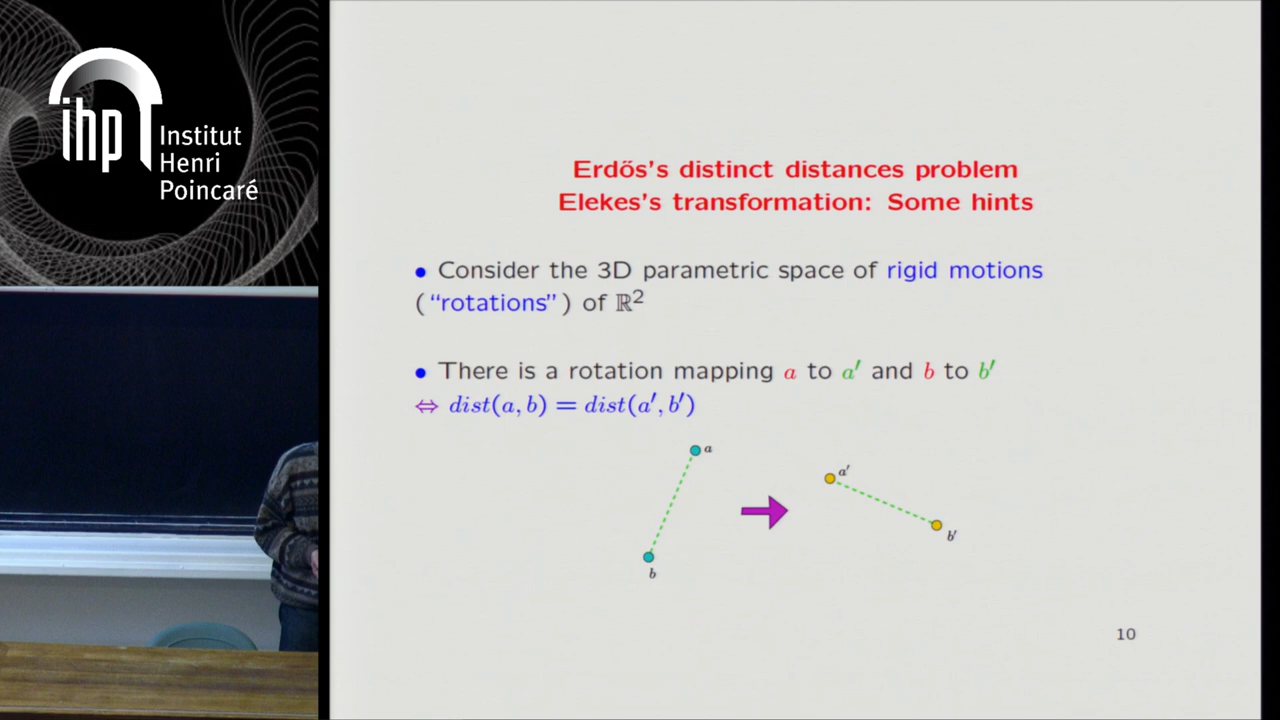 ihp Institut
Henri
Poincaré
Erdős's distinct distances problem
Elekes's transformation: Some hints
• Consider the 3D parametric space of rigid motions
("rotations") of ℝ²
• There is a rotation mapping a to a′ and b to b′
⇔ dist(a, b) = dist(a′, b′)
a
a′
b′
b
10